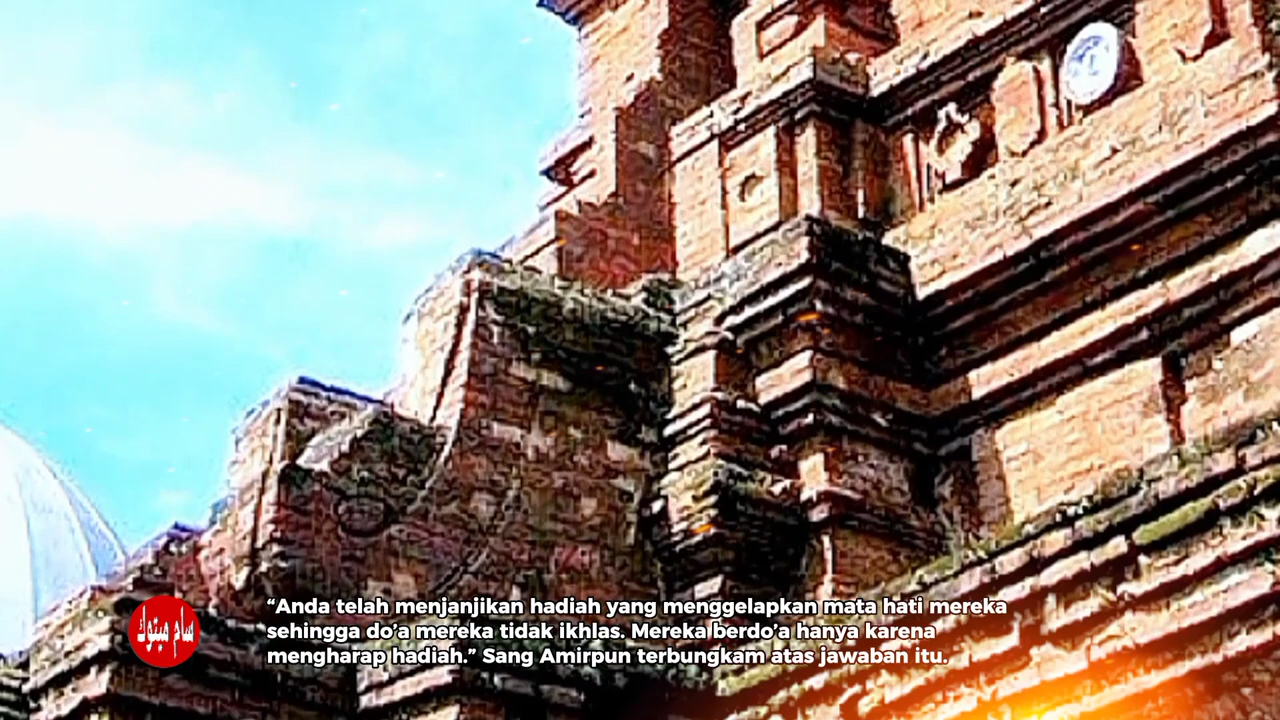 “Anda telah menjanjikan hadiah yang menggelapkan mata hati mereka
sehingga do’a mereka tidak ikhlas. Mereka berdo’a hanya karena
mengharap hadiah.” Sang Amirpun terbungkam atas jawaban itu.
سام ميتوك